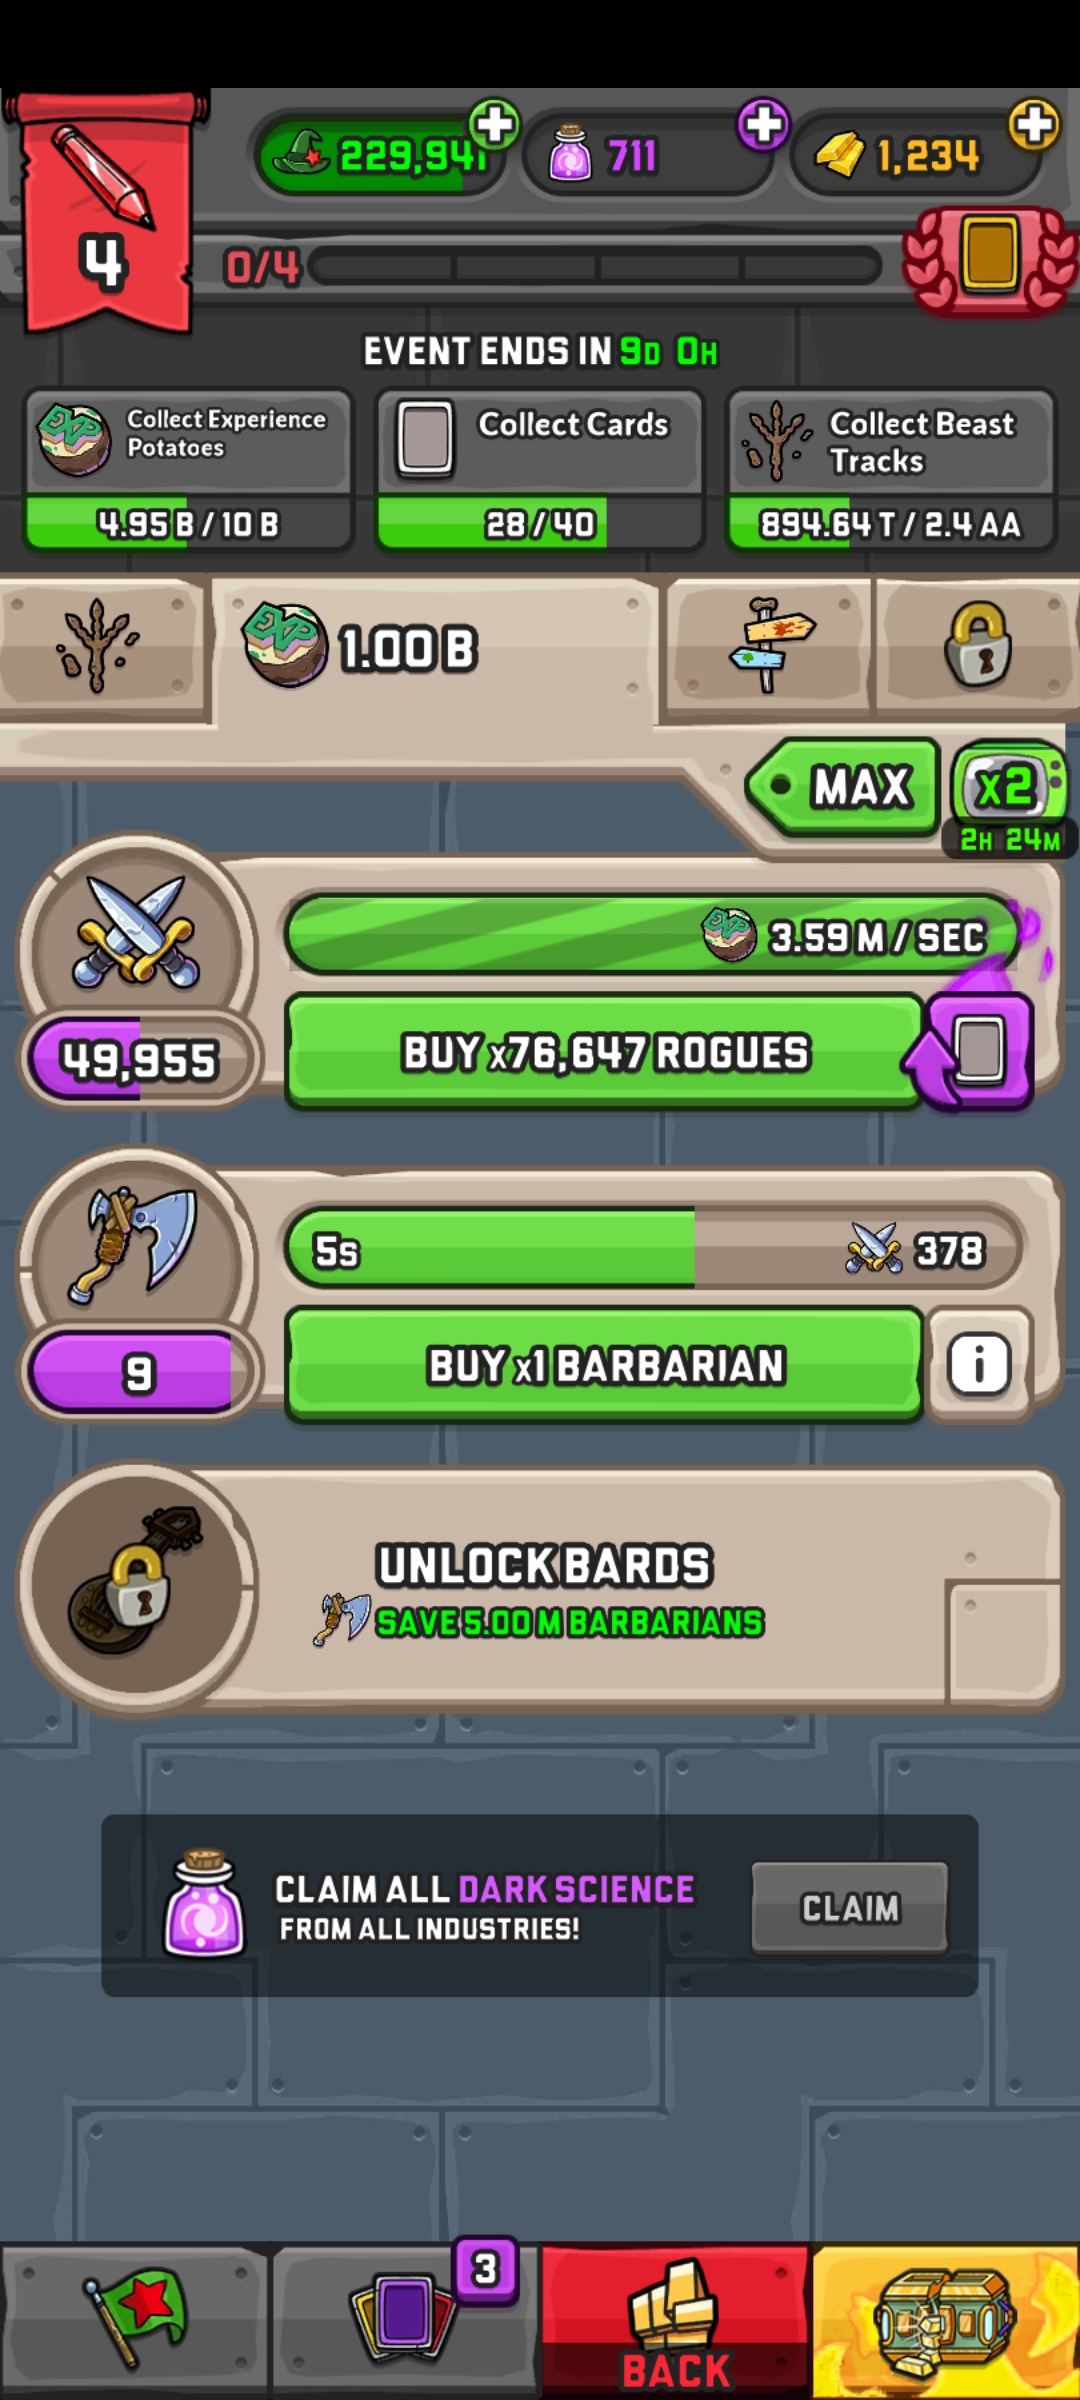 229,941
711
1,234
4
0/4
EVENT ENDS IN 9D 0H
Collect Experience
Potatoes
4.95 B / 10 B
Collect Cards
28 / 40
Collect Beast
Tracks
894.64 T / 2.4 AA
EXP
1.00 B
MAX
x2
2H 24M
3.59 M / SEC
49,955
BUY x76,647 ROGUES
5S
378
9
BUY x1 BARBARIAN
i
UNLOCK BARDS
SAVE 5.00 M BARBARIANS
CLAIM ALL DARK SCIENCE
FROM ALL INDUSTRIES!
CLAIM
3
BACK